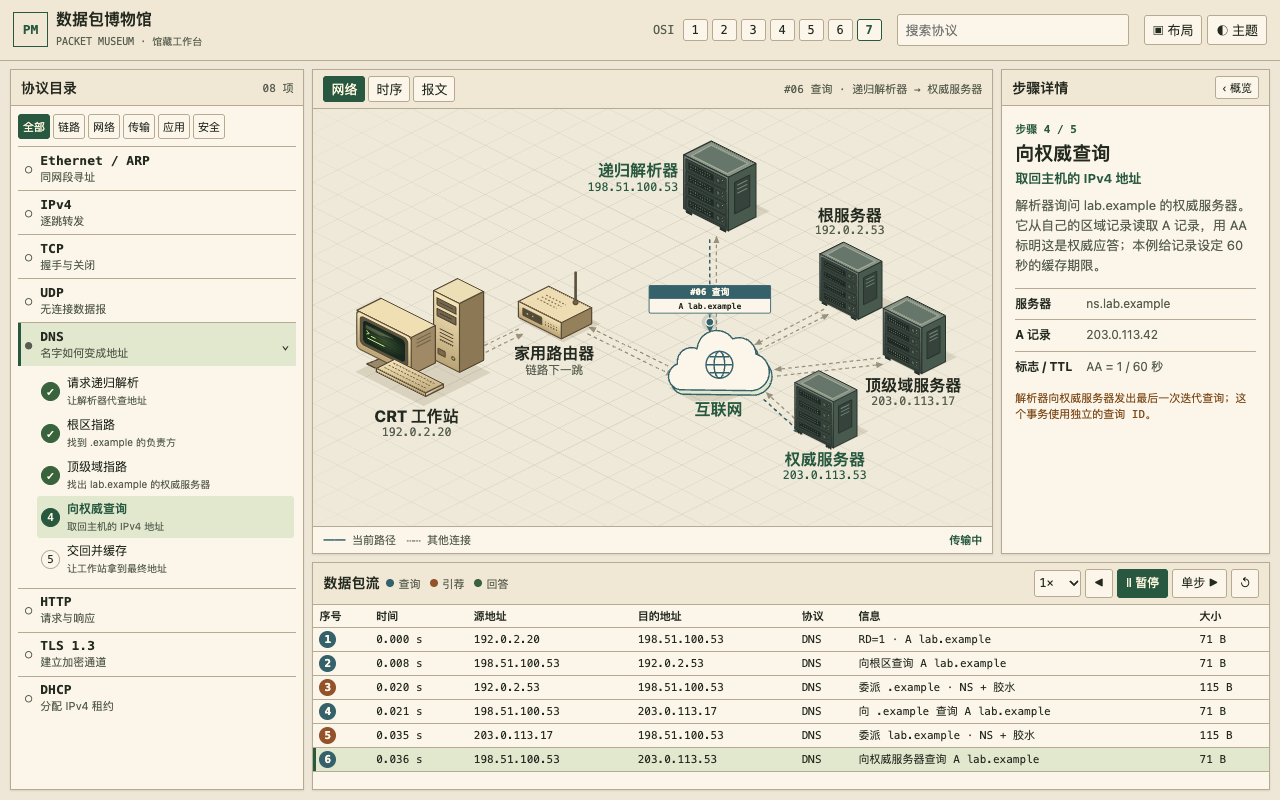 PM
数据包博物馆
PACKET MUSEUM · 馆藏工作台
OSI 1 2 3 4 5 6 7
搜索协议
▣ 布局
◐ 主题
协议目录
08 项
全部 链路 网络 传输 应用 安全
Ethernet / ARP
同网段寻址
IPv4
逐跳转发
TCP
握手与关闭
UDP
无连接数据报
DNS
名字如何变成地址
✓ 请求递归解析
让解析器代查地址
✓ 根区指路
找到 .example 的负责方
✓ 顶级域指路
找出 lab.example 的权威服务器
4 向权威查询
取回主机的 IPv4 地址
5 交回并缓存
让工作站拿到最终地址
HTTP
请求与响应
TLS 1.3
建立加密通道
DHCP
分配 IPv4 租约
网络 时序 报文
#06 查询 · 递归解析器 → 权威服务器
递归解析器
198.51.100.53
根服务器
192.0.2.53
#06 查询
A lab.example
家用路由器
链路下一跳
互联网
顶级域服务器
203.0.113.17
CRT 工作站
192.0.2.20
权威服务器
203.0.113.53
当前路径 其他连接
传输中
步骤详情
‹ 概览
步骤 4 / 5
向权威查询
取回主机的 IPv4 地址
解析器询问 lab.example 的权威服务器。
它从自己的区域记录读取 A 记录，用 AA
标明这是权威应答；本例给记录设定 60
秒的缓存期限。
服务器 ns.lab.example
A 记录 203.0.113.42
标志 / TTL AA = 1 / 60 秒
解析器向权威服务器发出最后一次迭代查询；这
个事务使用独立的查询 ID。
数据包流 查询 引荐 回答
1× ◀ Ⅱ 暂停 单步 ▶ ↺
序号 时间 源地址 目的地址 协议 信息 大小
1 0.000 s 192.0.2.20 198.51.100.53 DNS RD=1 · A lab.example 71 B
2 0.008 s 198.51.100.53 192.0.2.53 DNS 向根区查询 A lab.example 71 B
3 0.020 s 192.0.2.53 198.51.100.53 DNS 委派 .example · NS + 胶水 115 B
4 0.021 s 198.51.100.53 203.0.113.17 DNS 向 .example 查询 A lab.example 71 B
5 0.035 s 203.0.113.17 198.51.100.53 DNS 委派 lab.example · NS + 胶水 115 B
6 0.036 s 198.51.100.53 203.0.113.53 DNS 向权威服务器查询 A lab.example 71 B